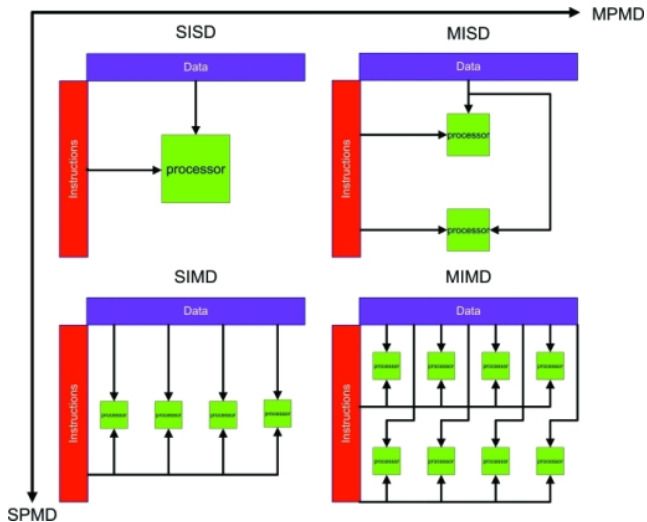 MPMD
SISD
MISD
Data
Data
Instructions
processor
Instructions
processor
processor
SIMD
MIMD
Data
Data
Instructions
processor
processor
processor
processor
Instructions
processor
processor
processor
processor
processor
processor
processor
processor
SPMD